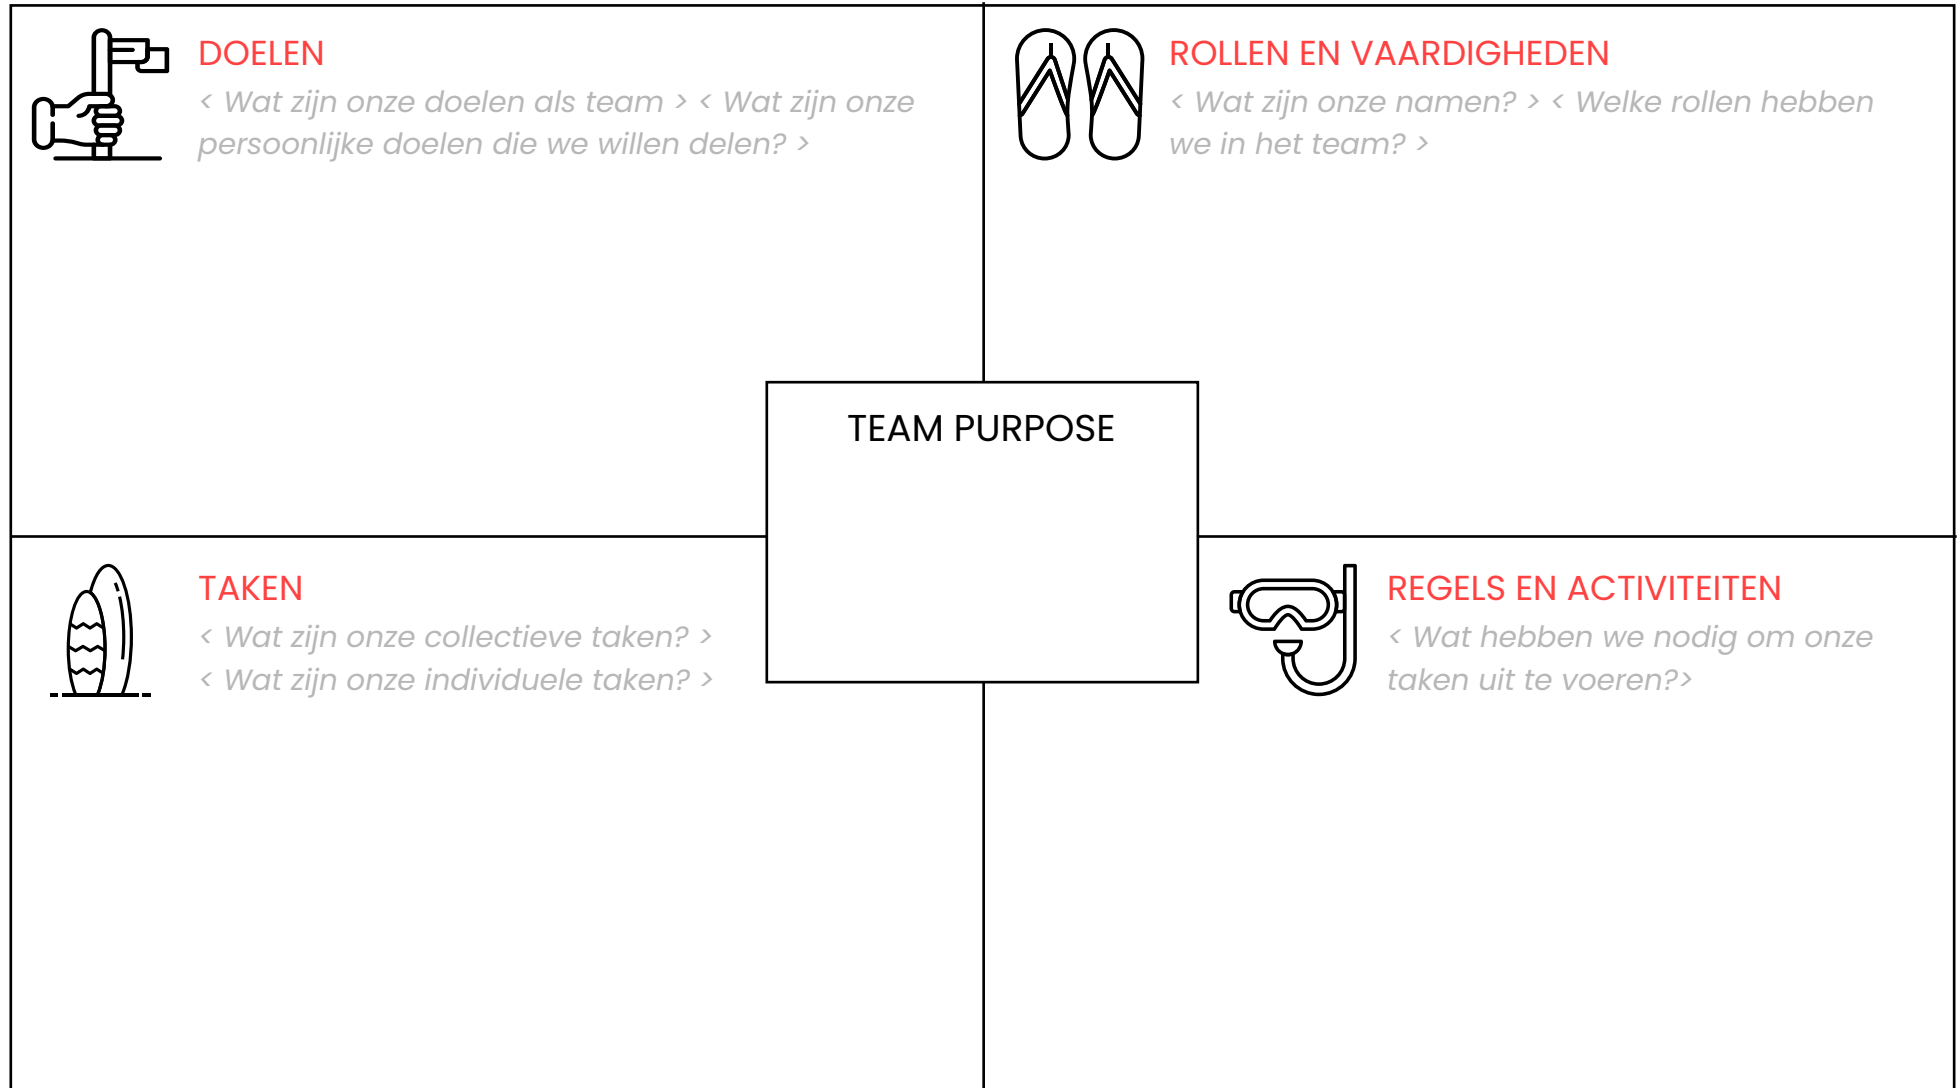 DOELEN
< Wat zijn onze doelen als team > < Wat zijn onze
persoonlijke doelen die we willen delen? >
ROLLEN EN VAARDIGHEDEN
< Wat zijn onze namen? > < Welke rollen hebben
we in het team? >
TEAM PURPOSE
TAKEN
< Wat zijn onze collectieve taken? >
< Wat zijn onze individuele taken? >
REGELS EN ACTIVITEITEN
< Wat hebben we nodig om onze
taken uit te voeren?>